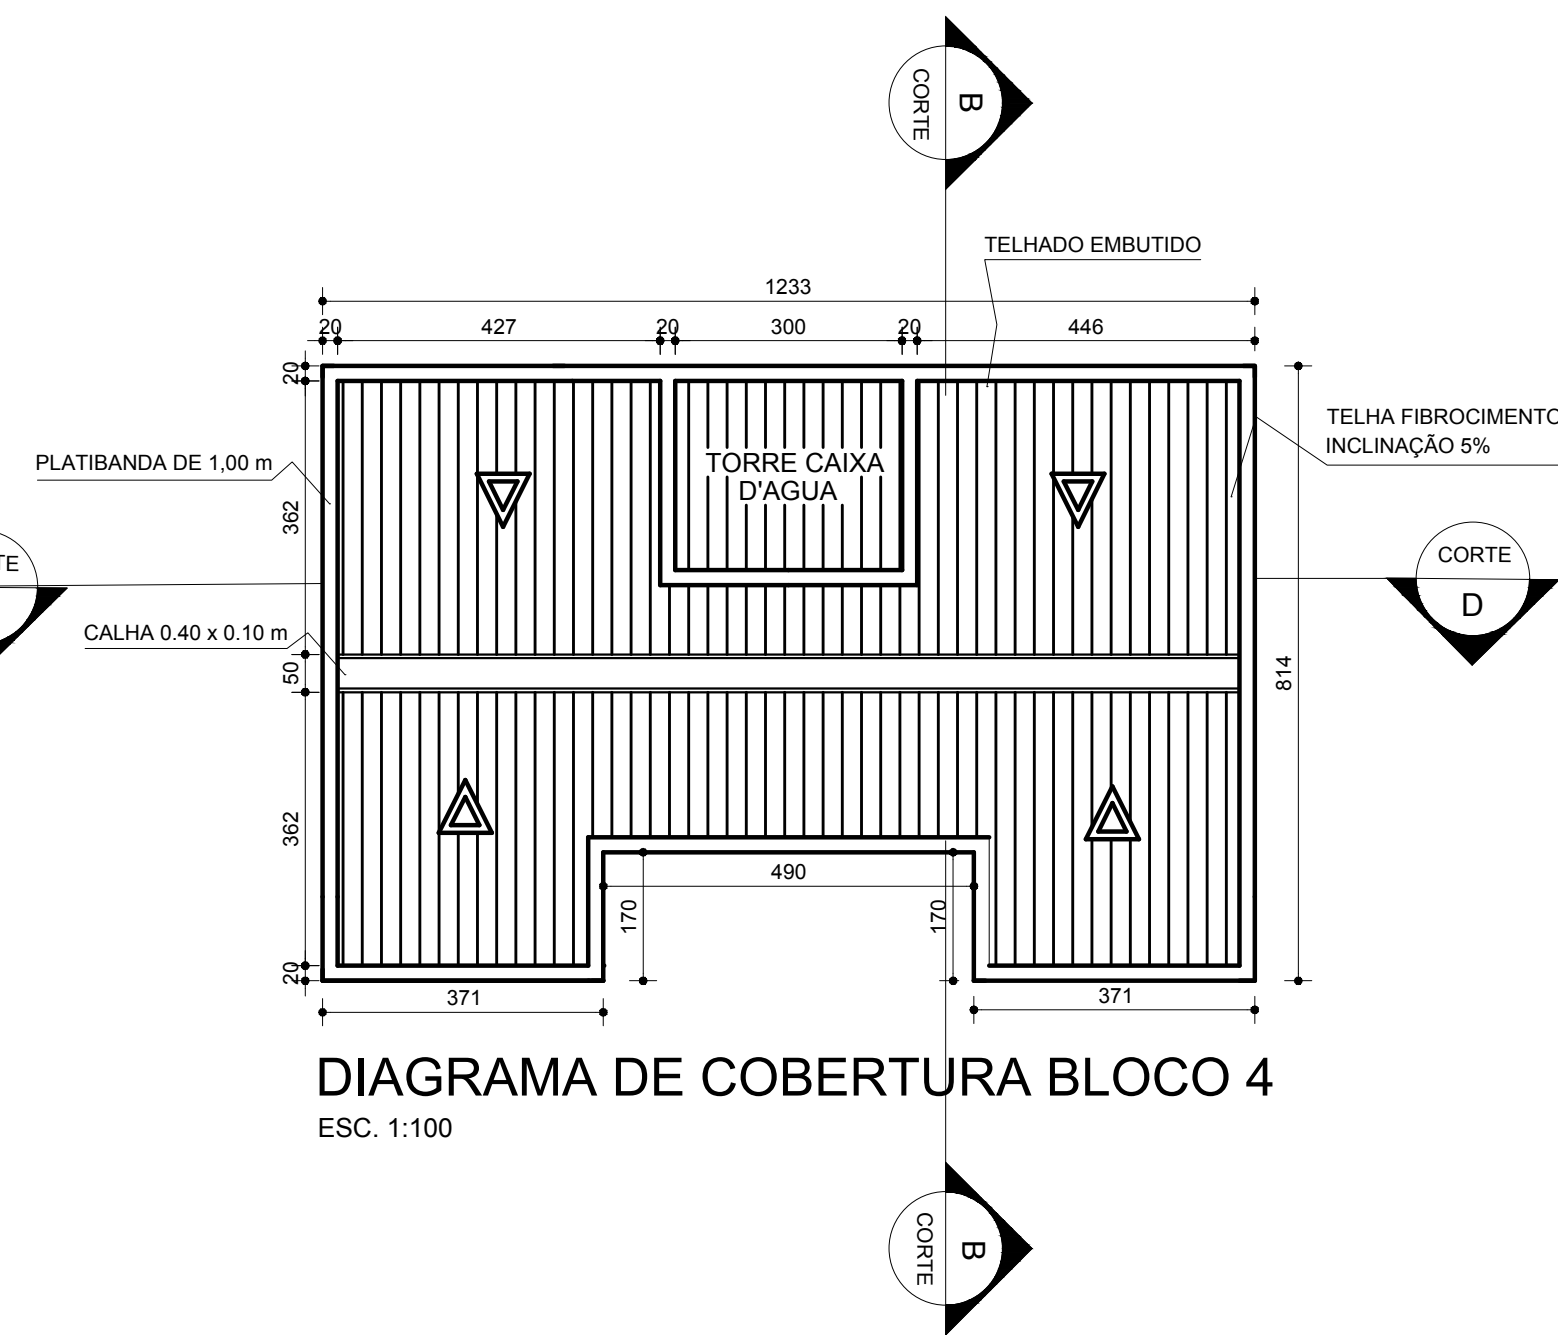 CORTE
B
TELHADO EMBUTIDO
1233
20
427
20
300
20
446
20
TELHA FIBROCIMENTO
INCLINAÇÃO 5%
PLATIBANDA DE 1,00 m
TORRE CAIXA
D'AGUA
362
TE
CORTE
D
CALHA 0.40 x 0.10 m
50
814
362
490
170
170
20
371
371
DIAGRAMA DE COBERTURA BLOCO 4
ESC. 1:100
CORTE
B